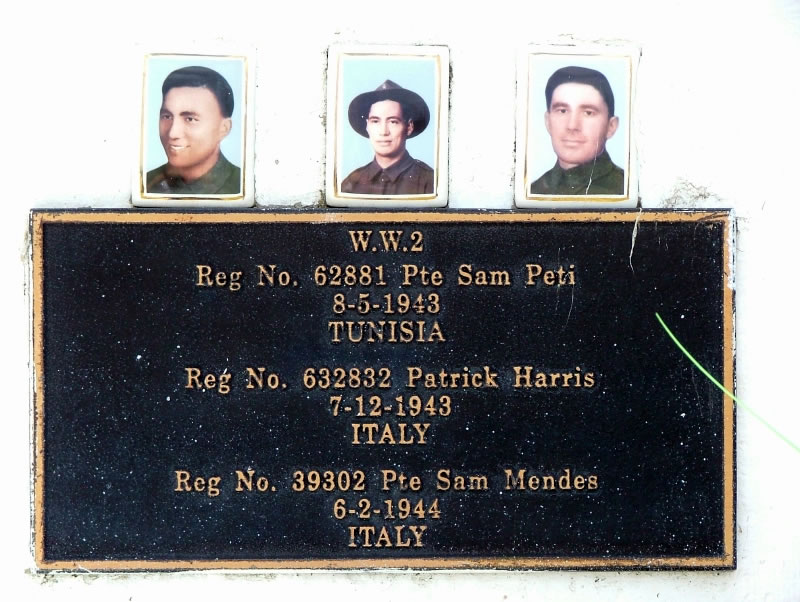 W.W.2
Reg No. 62881 Pte Sam Peti
8-5-1943
TUNISIA
Reg No. 632832 Patrick Harris
7-12-1943
ITALY
Reg No. 39302 Pte Sam Mendes
6-2-1944
ITALY